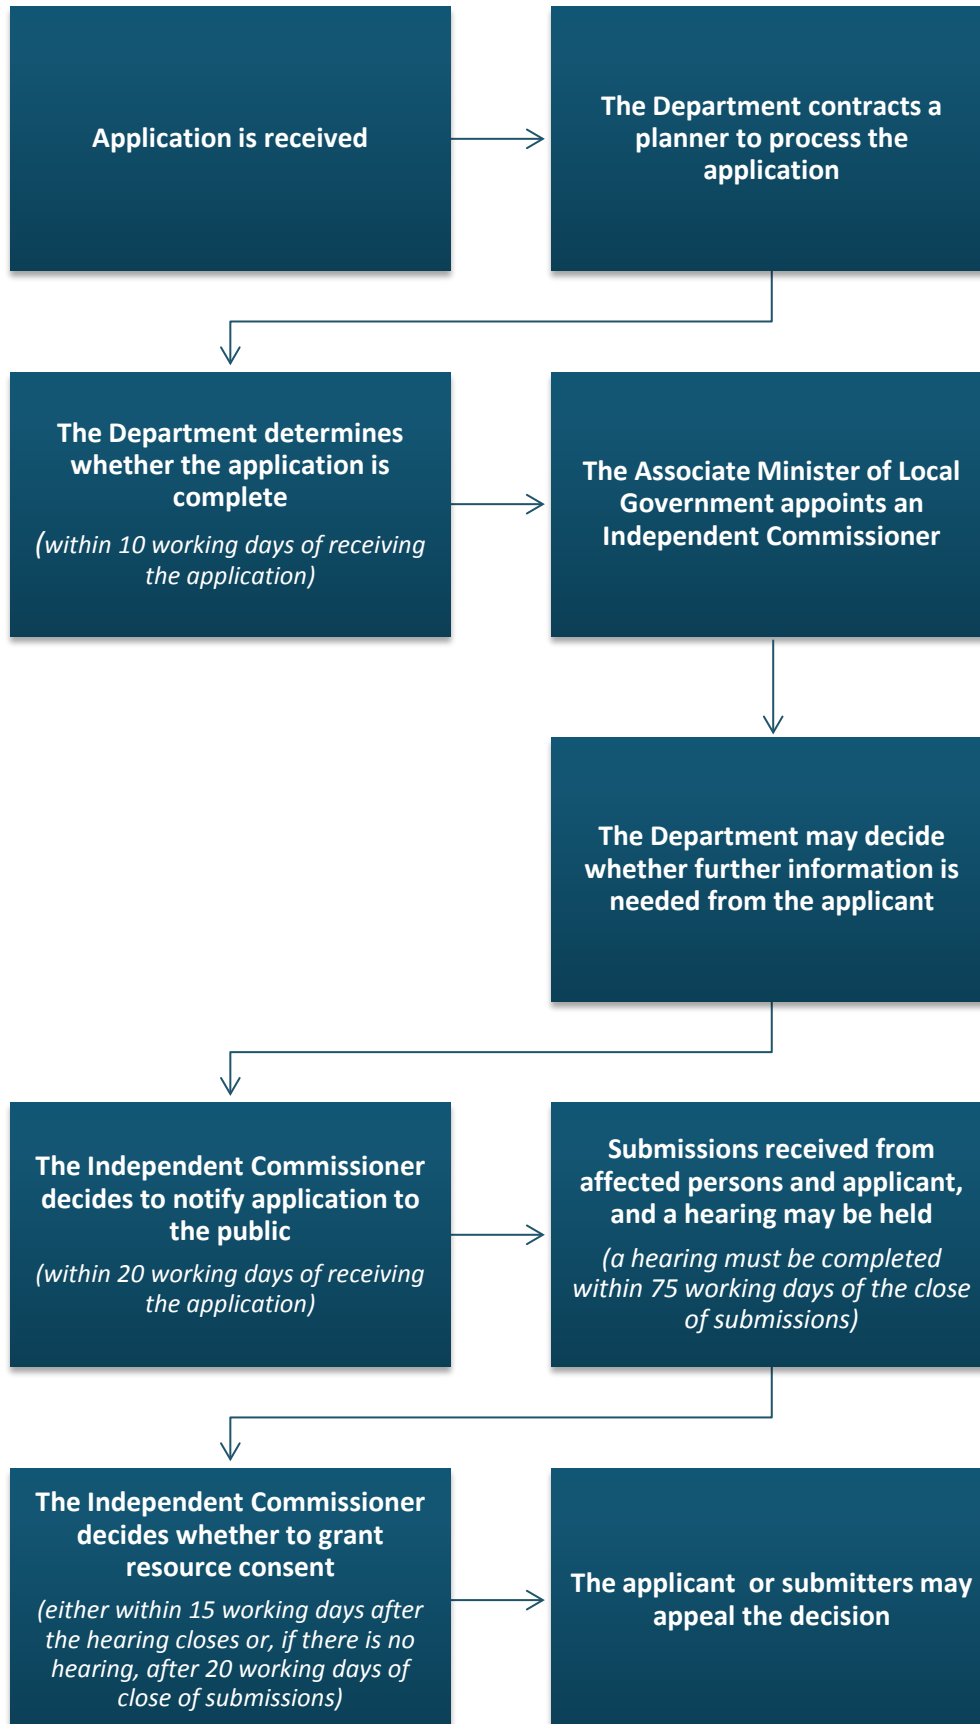 Application is received
The Department contracts a
planner to process the
application
The Department determines
whether the application is
complete
(within 10 working days of receiving
the application)
The Associate Minister of Local
Government appoints an
Independent Commissioner
The Department may decide
whether further information is
needed from the applicant
The Independent Commissioner
decides to notify application to
the public
(within 20 working days of receiving
the application)
Submissions received from
affected persons and applicant,
and a hearing may be held
(a hearing must be completed
within 75 working days of the close
of submissions)
The Independent Commissioner
decides whether to grant
resource consent
(either within 15 working days after
the hearing closes or, if there is no
hearing, after 20 working days of
close of submissions)
The applicant  or submitters may
appeal the decision